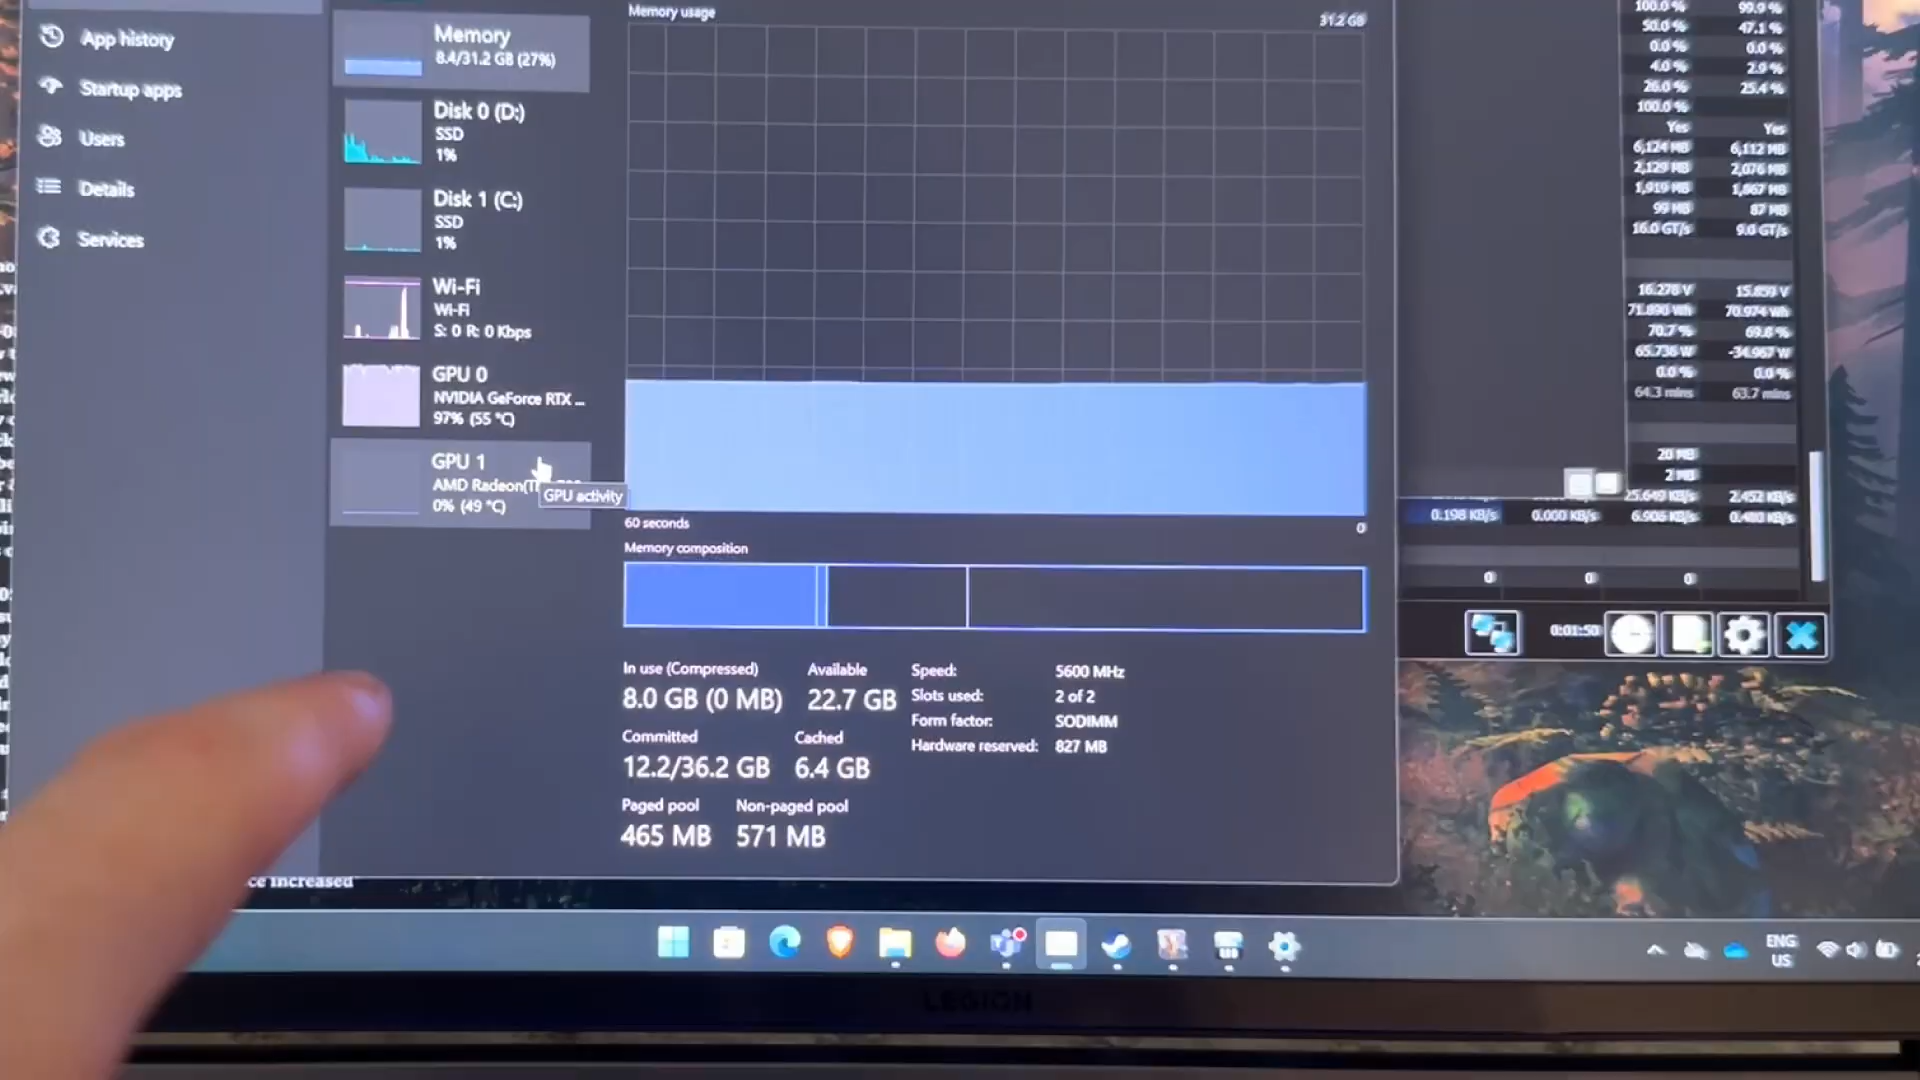 App history
Startup apps
Users
Details
Services
Memory
8.4/31.2 GB (27%)
Disk 0 (D:)
SSD
1%
Disk 1 (C:)
SSD
1%
Wi-Fi
Wi-Fi
S: 0 R: 0 Kbps
GPU 0
NVIDIA GeForce RTX ...
97% (55 °C)
GPU 1
AMD Radeon(T
0% (49 °C)
GPU activity
Memory usage
31.2 GB
60 seconds
0
Memory composition
In use (Compressed)
8.0 GB (0 MB)
Available
22.7 GB
Speed: 5600 MHz
Slots used: 2 of 2
Form factor: SODIMM
Hardware reserved: 827 MB
Committed
12.2/36.2 GB
Cached
6.4 GB
Paged pool
465 MB
Non-paged pool
571 MB
100.0 % 99.9 %
50.0 % 47.1 %
0.0 % 0.0 %
4.0 % 2.9 %
26.0 % 25.4 %
100.0 %
Yes Yes
6,124 MB 6,112 MB
2,129 MB 2,076 MB
1,919 MB 1,867 MB
99 MB 87 MB
16.0 GT/s 9.0 GT/s
16.278 V 15.859 V
71.890 Wh 70.974 Wh
70.7 % 69.8 %
65.736 W -34.967 W
0.0 % 0.0 %
64.3 mins 63.7 mins
20 MB
2 MB
25.649 KB/s 2.452 KB/s
0.198 KB/s 0.000 KB/s 6.906 KB/s 0.480 KB/s
0 0 0
0:01:50
ce increased
ENG
US
LEGION